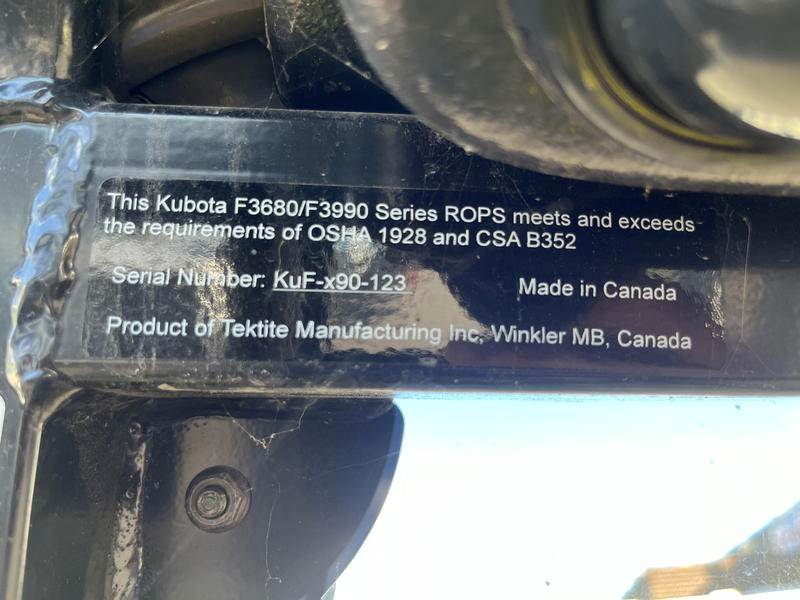 This Kubota F3680/F3990 Series ROPS meets and exceeds
the requirements of OSHA 1928 and CSA B352
Serial Number: KuF-x90-123 Made in Canada
Product of Tektite Manufacturing Inc, Winkler MB, Canada